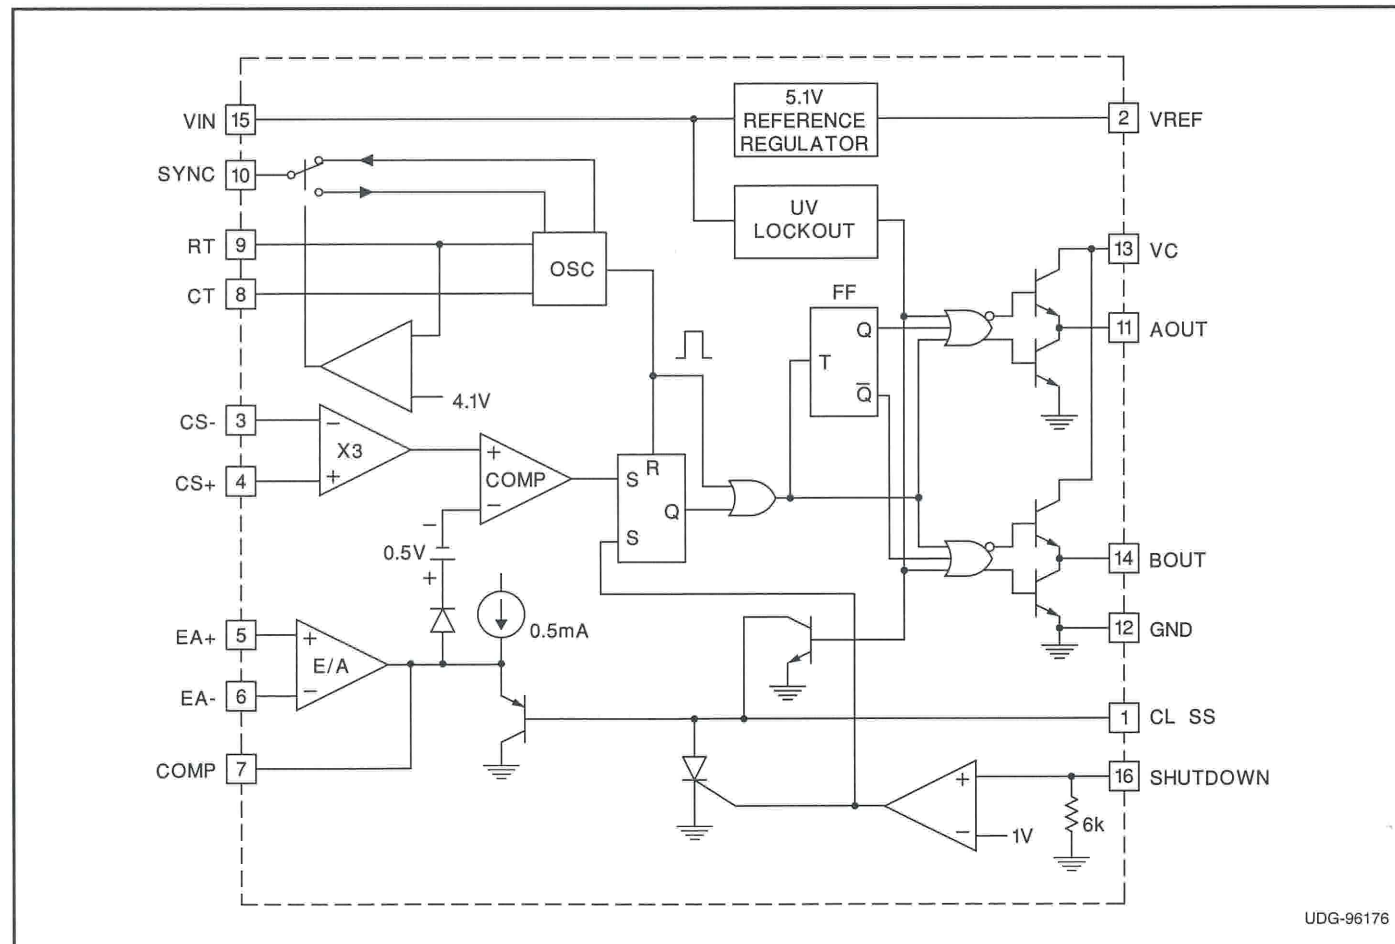 VIN 15
5.1V
REFERENCE
REGULATOR
2 VREF
SYNC 10
UV
LOCKOUT
RT 9
OSC
13 VC
CT 8
FF
Q
T
Q̅
11 AOUT
4.1V
CS- 3
−
X3
+
CS+ 4
+
COMP
−
R
S
Q
S
−
0.5V
+
14 BOUT
0.5mA
EA+ 5
+
E/A
−
EA- 6
12 GND
1 CL SS
COMP 7
16 SHUTDOWN
+
−
1V
6k
UDG-96176